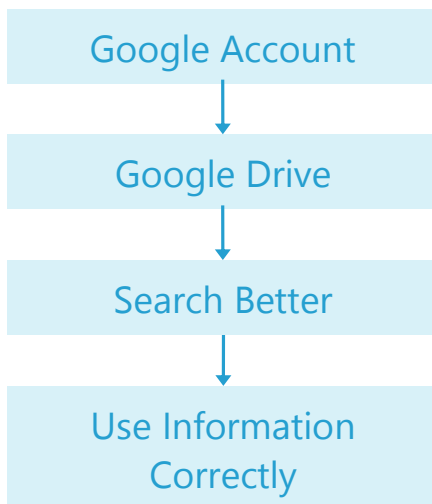 Google Account
Google Drive
Search Better
Use Information
Correctly